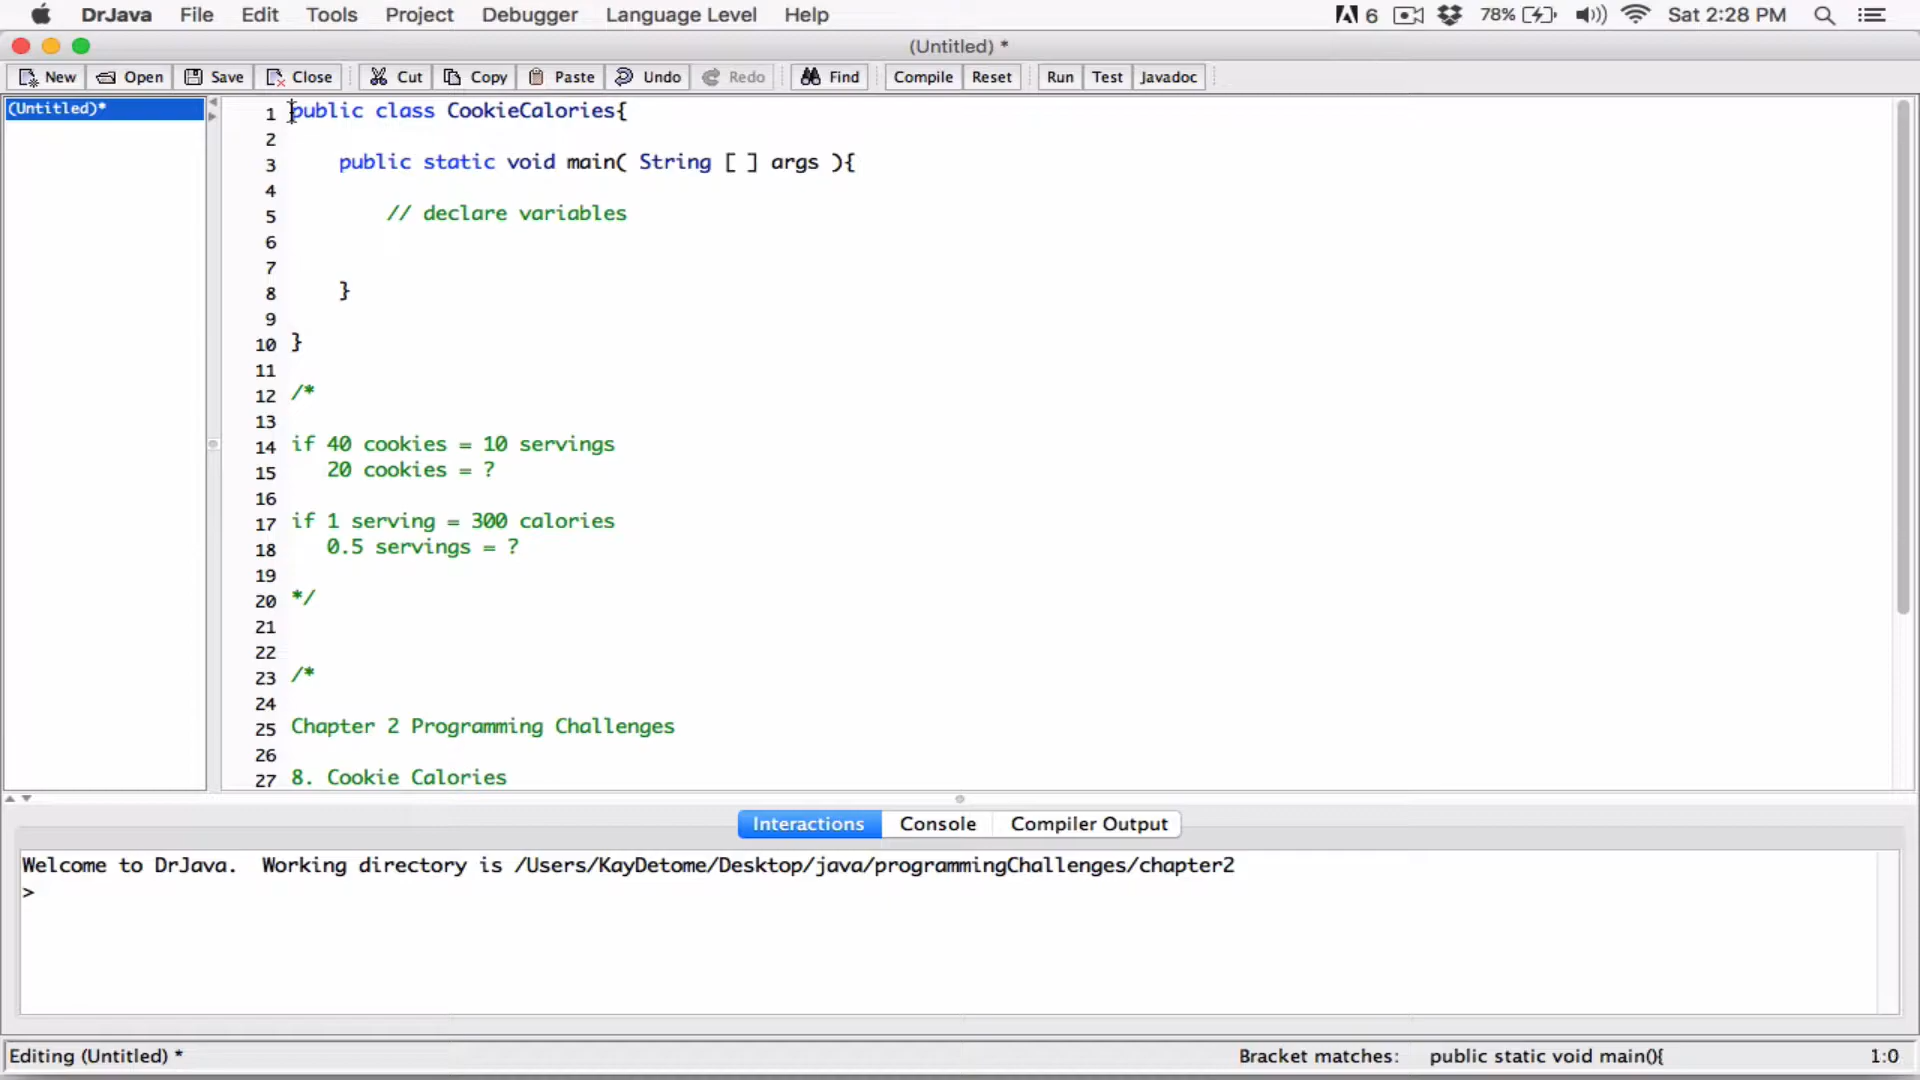 DrJava File Edit Tools Project Debugger Language Level Help 6 78% Sat 2:28 PM
(Untitled) *
New Open Save Close Cut Copy Paste Undo Redo Find Compile Reset Run Test Javadoc
(Untitled)*
1 public class CookieCalories{
2
3 public static void main( String [ ] args ){
4
5 // declare variables
6
7
8 }
9
10 }
11
12 /*
13
14 if 40 cookies = 10 servings
15 20 cookies = ?
16
17 if 1 serving = 300 calories
18 0.5 servings = ?
19
20 */
21
22
23 /*
24
25 Chapter 2 Programming Challenges
26
27 8. Cookie Calories
Interactions Console Compiler Output
Welcome to DrJava. Working directory is /Users/KayDetome/Desktop/java/programmingChallenges/chapter2
>
Editing (Untitled) * Bracket matches: public static void main(){ 1:0